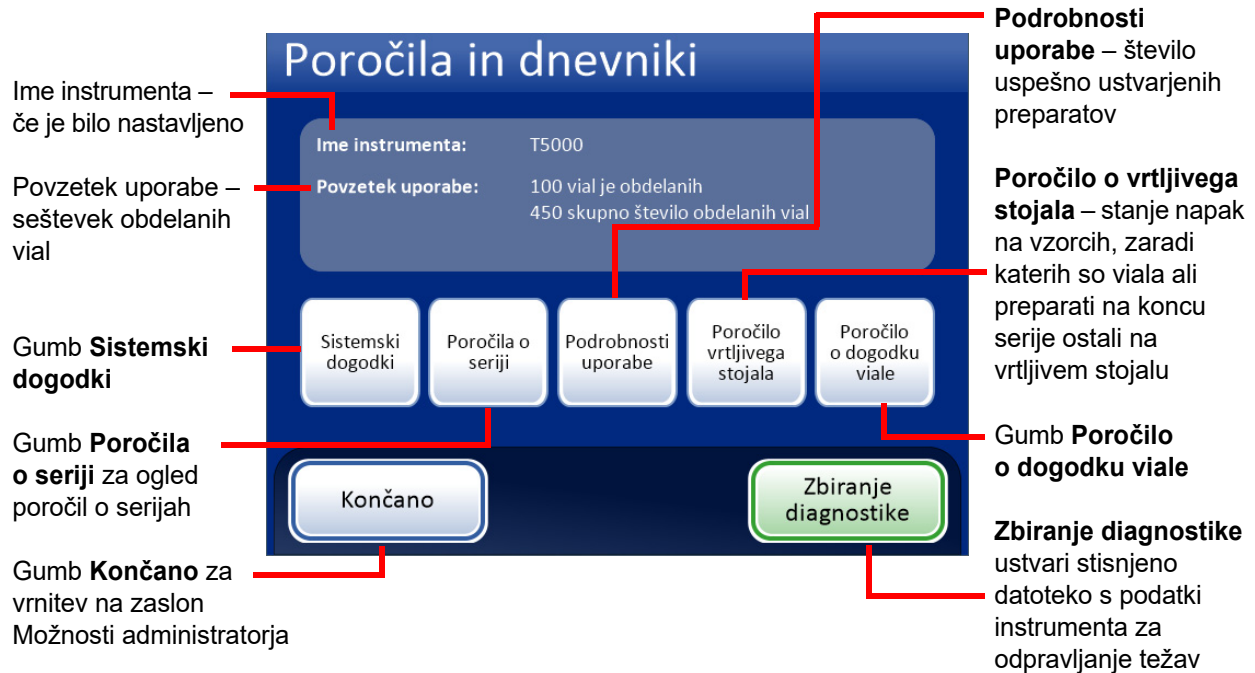 Ime instrumenta –
če je bilo nastavljeno
Povzetek uporabe –
seštevek obdelanih
vial
Gumb Sistemski
dogodki
Gumb Poročila
o seriji za ogled
poročil o serijah
Gumb Končano za
vrnitev na zaslon
Možnosti administratorja
Poročila in dnevniki
Ime instrumenta: T5000
Povzetek uporabe: 100 vial je obdelanih
450 skupno število obdelanih vial
Sistemski
dogodki
Poročila o
seriji
Podrobnosti
uporabe
Poročilo
vrtljivega
stojala
Poročilo
o dogodku
viale
Končano
Zbiranje
diagnostike
Podrobnosti
uporabe – število
uspešno ustvarjenih
preparatov
Poročilo o vrtljivega
stojala – stanje napak
na vzorcih, zaradi
katerih so viala ali
preparati na koncu
serije ostali na
vrtljivem stojalu
Gumb Poročilo
o dogodku viale
Zbiranje diagnostike
ustvari stisnjeno
datoteko s podatki
instrumenta za
odpravljanje težav